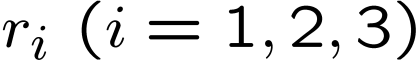 $r_i$ ($i = 1, 2, 3$)